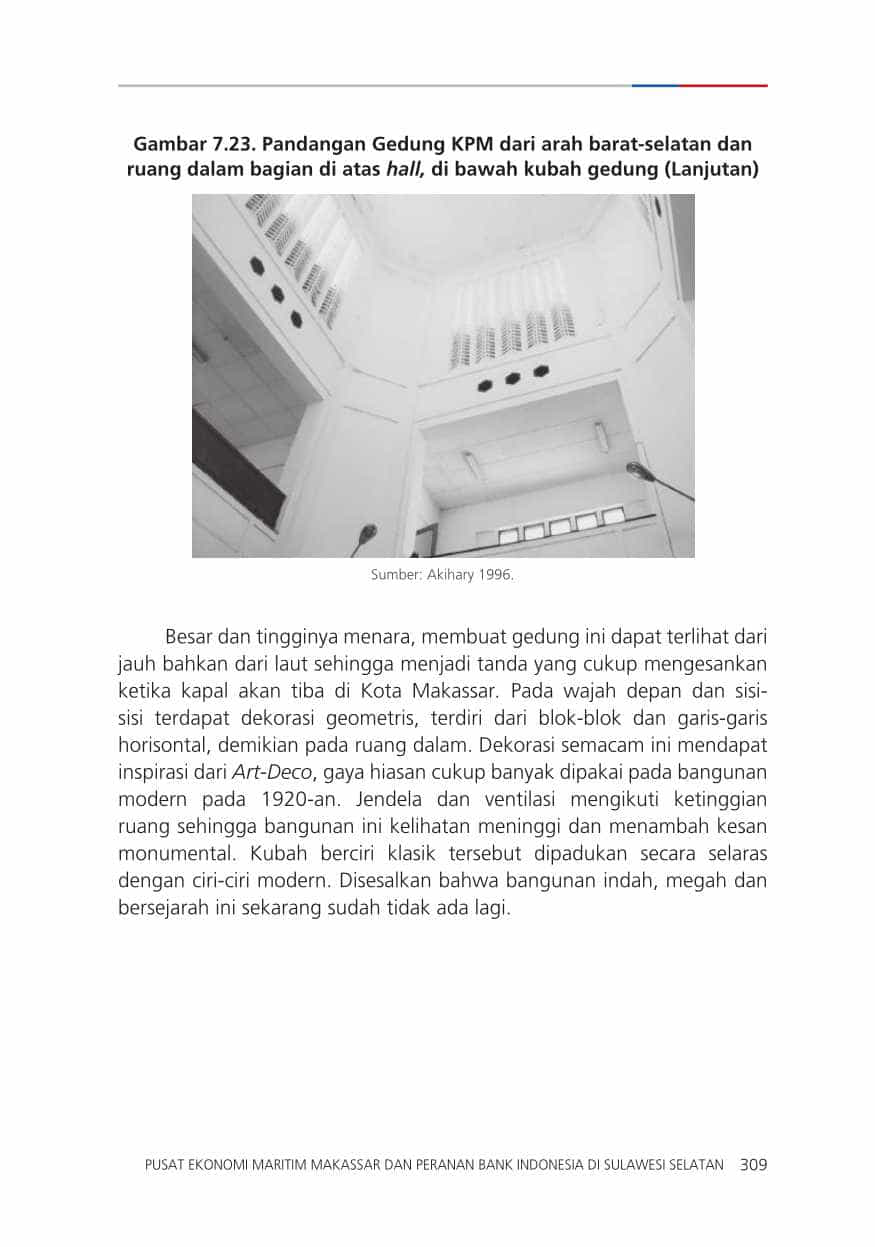 Gambar 7.23. Pandangan Gedung KPM dari arah barat-selatan dan
ruang dalam bagian di atas hall, di bawah kubah gedung (Lanjutan)
Sumber: Akihary 1996.
Besar dan tingginya menara, membuat gedung ini dapat terlihat dari
jauh bahkan dari laut sehingga menjadi tanda yang cukup mengesankan
ketika kapal akan tiba di Kota Makassar. Pada wajah depan dan sisi-
sisi terdapat dekorasi geometris, terdiri dari blok-blok dan garis-garis
horisontal, demikian pada ruang dalam. Dekorasi semacam ini mendapat
inspirasi dari Art-Deco, gaya hiasan cukup banyak dipakai pada bangunan
modern pada 1920-an. Jendela dan ventilasi mengikuti ketinggian
ruang sehingga bangunan ini kelihatan meninggi dan menambah kesan
monumental. Kubah berciri klasik tersebut dipadukan secara selaras
dengan ciri-ciri modern. Disesalkan bahwa bangunan indah, megah dan
bersejarah ini sekarang sudah tidak ada lagi.
PUSAT EKONOMI MARITIM MAKASSAR DAN PERANAN BANK INDONESIA DI SULAWESI SELATAN 309